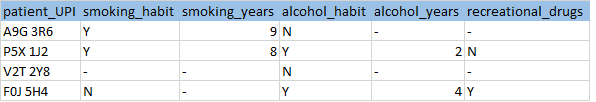 patient_UPI smoking_habit smoking_years alcohol_habit alcohol_years recreational_drugs
A9G 3R6 Y 9 N - -
P5X 1J2 Y 8 Y 2 N
V2T 2Y8 - - N - -
F0J 5H4 N - Y 4 Y